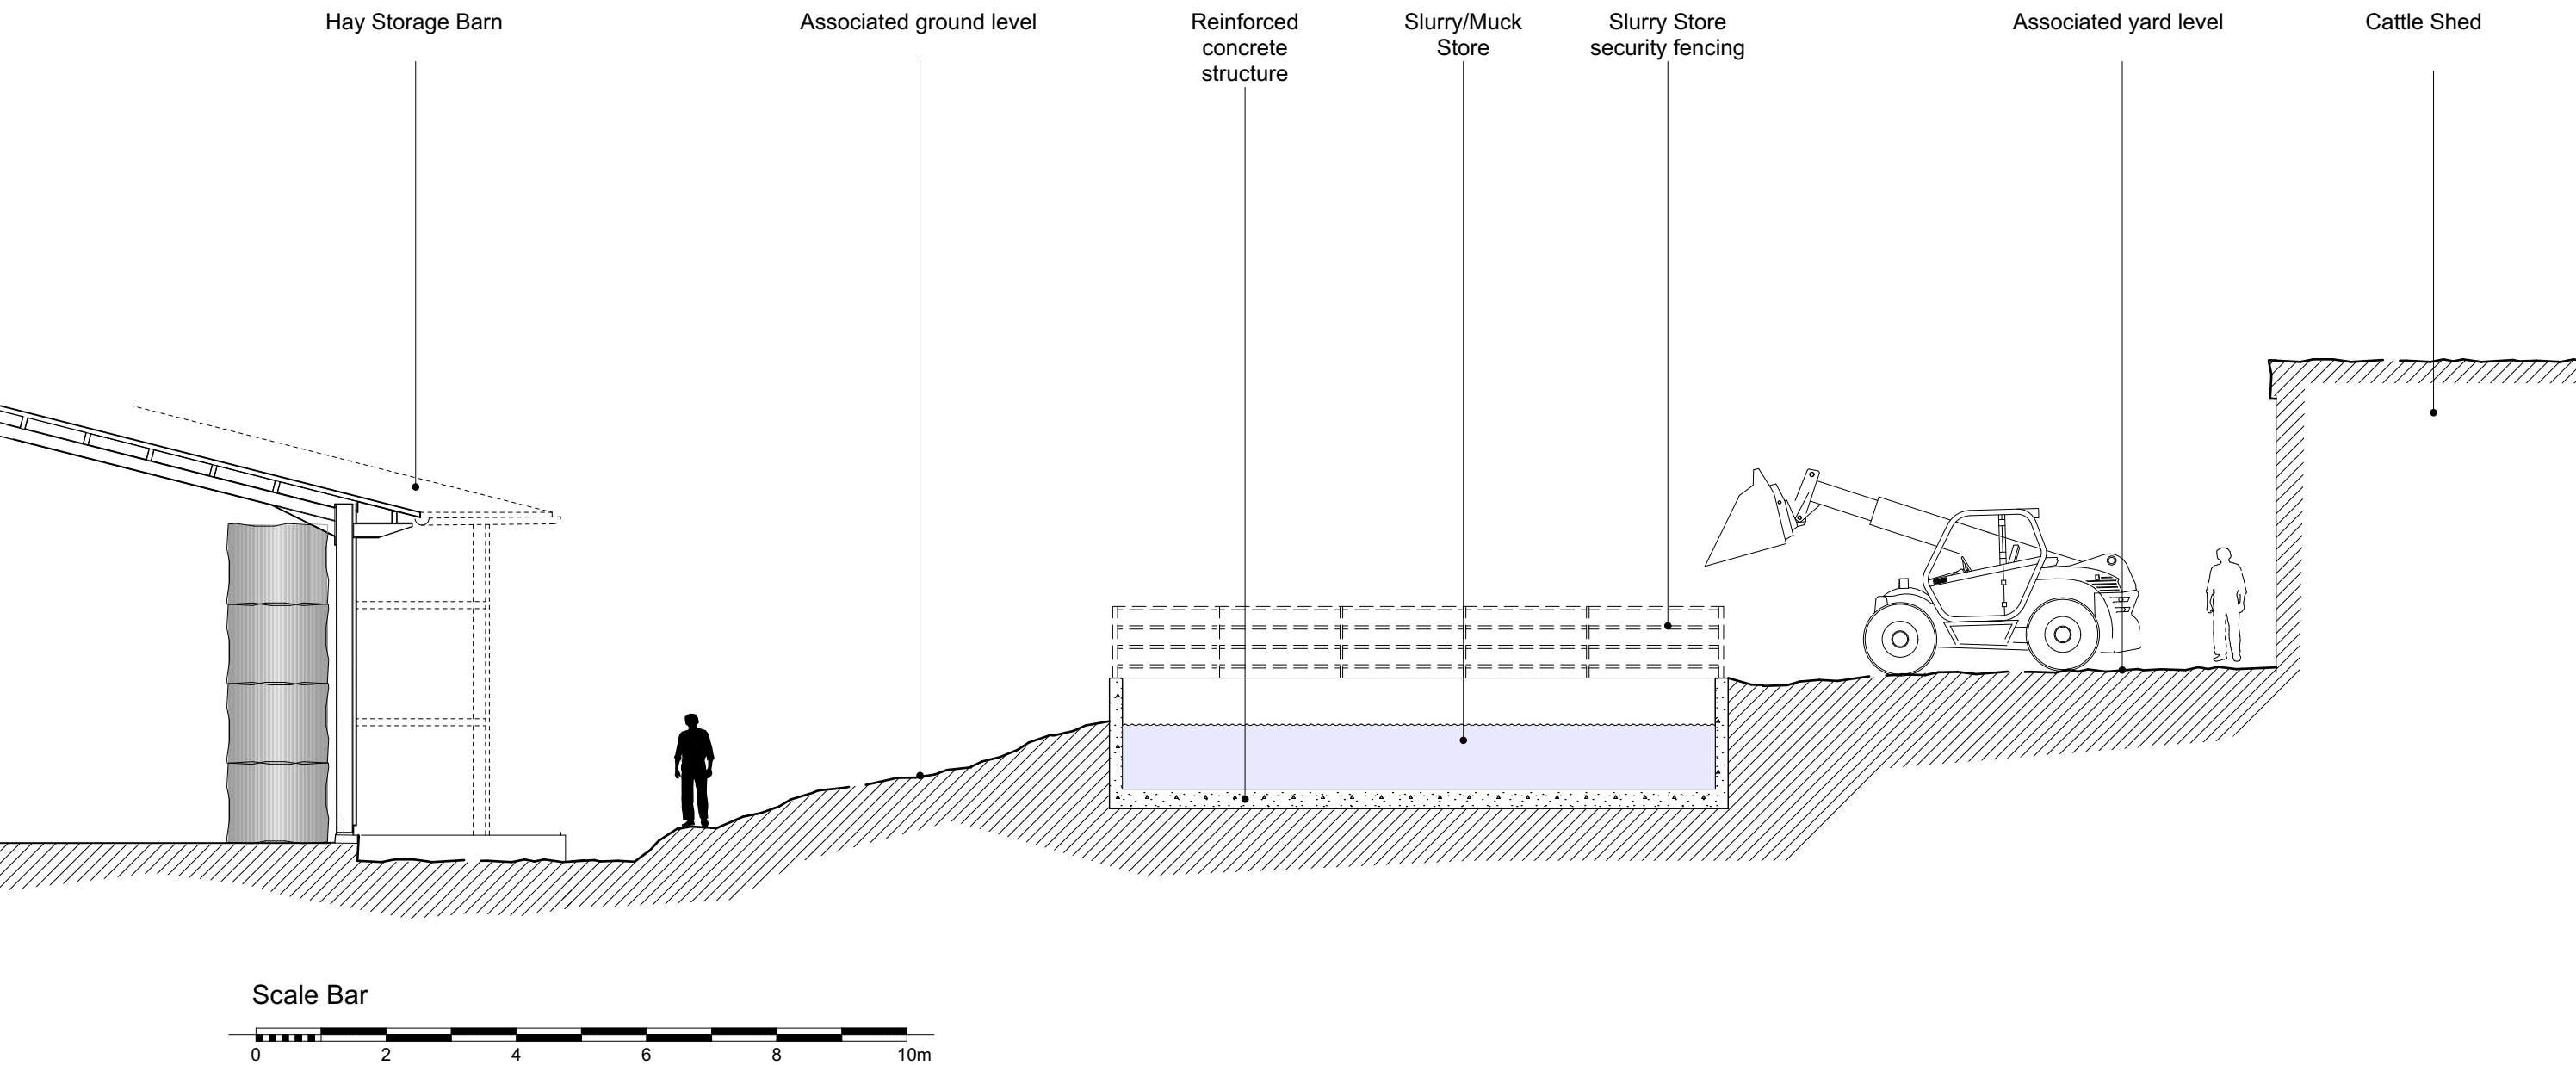 Hay Storage Barn
Associated ground level
Reinforced
concrete
structure
Slurry/Muck
Store
Slurry Store
security fencing
Associated yard level
Cattle Shed
Scale Bar
0 2 4 6 8 10m